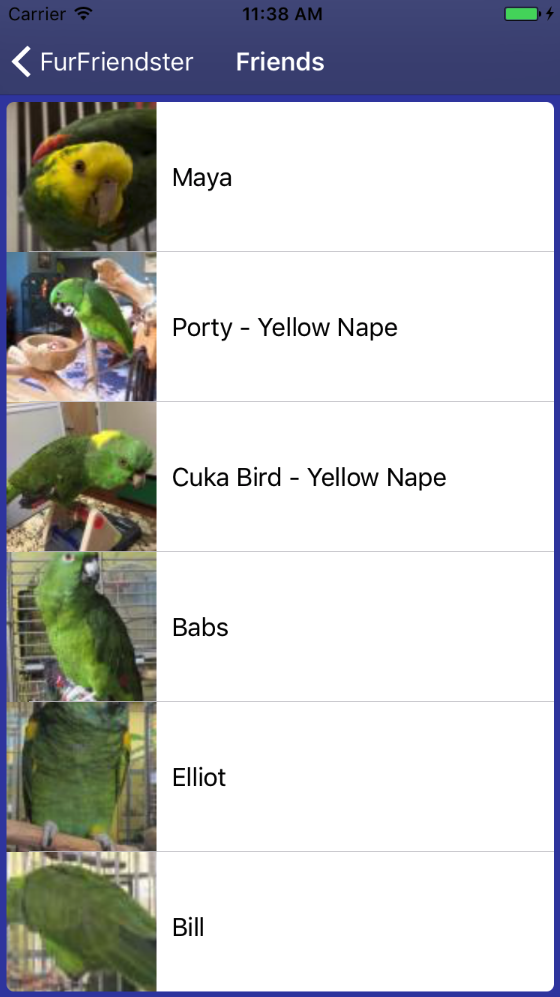 Carrier 11:38 AM
FurFriendster Friends
Maya
Porty - Yellow Nape
Cuka Bird - Yellow Nape
Babs
Elliot
Bill